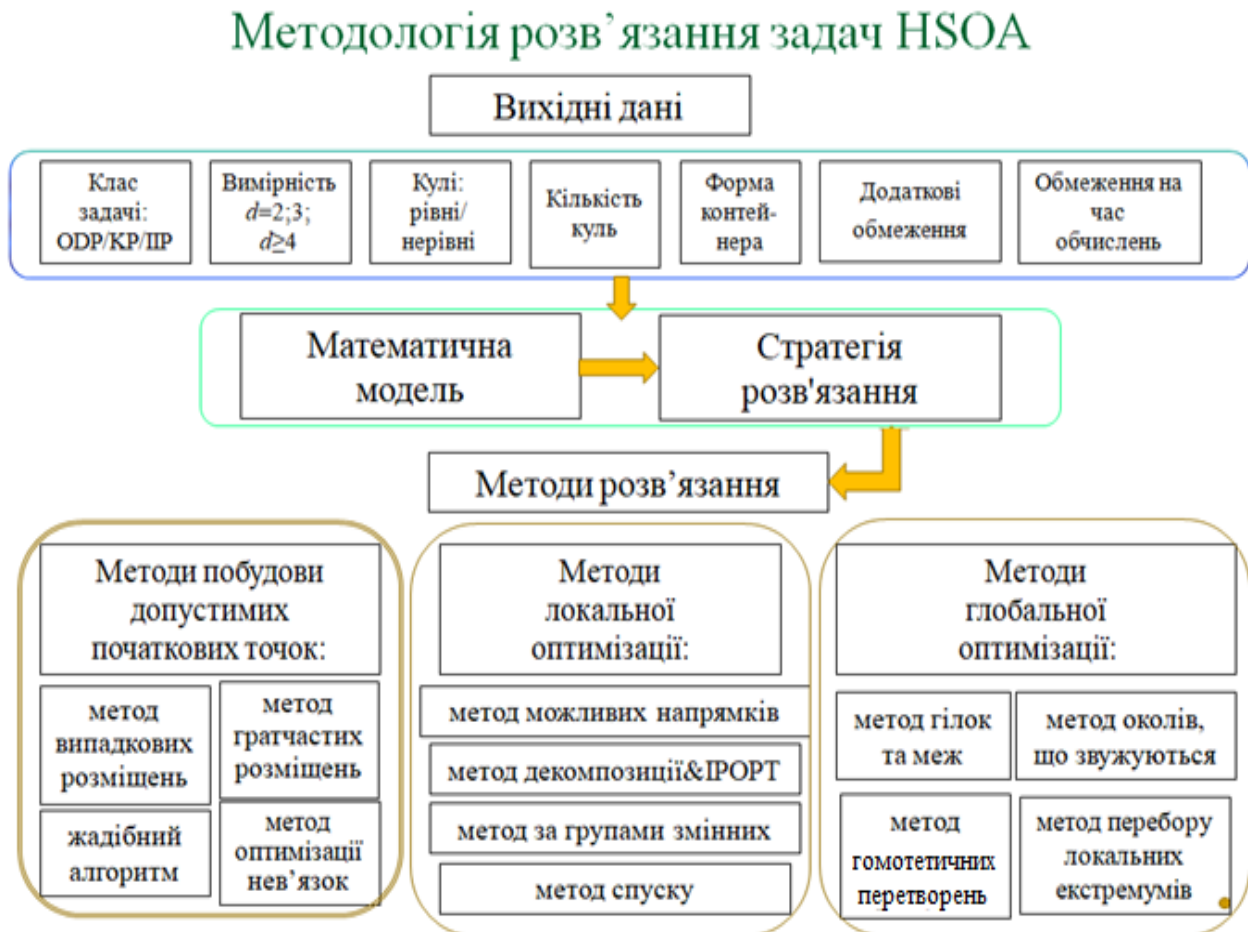 Методологія розв’язання задач HSOA
Вихідні дані
Клас
задачі:
ODP/KP/IIP
Вимірність
d=2;3;
d≥4
Кулі:
рівні/
нерівні
Кількість
куль
Форма
контей-
нера
Додаткові
обмеження
Обмеження на
час
обчислень
Математична
модель
Стратегія
розв'язання
Методи розв’язання
Методи побудови
допустимих
початкових точок:
метод
випадкових
розміщень
метод
гратчастих
розміщень
жадібний
алгоритм
метод
оптимізації
нев’язок
Методи
локальної
оптимізації:
метод можливих напрямків
метод декомпозиції&IPOPT
метод за групами змінних
метод спуску
Методи
глобальної
оптимізації:
метод гілок
та меж
метод околів,
що звужуються
метод
гомотетичних
перетворень
метод перебору
локальних
екстремумів